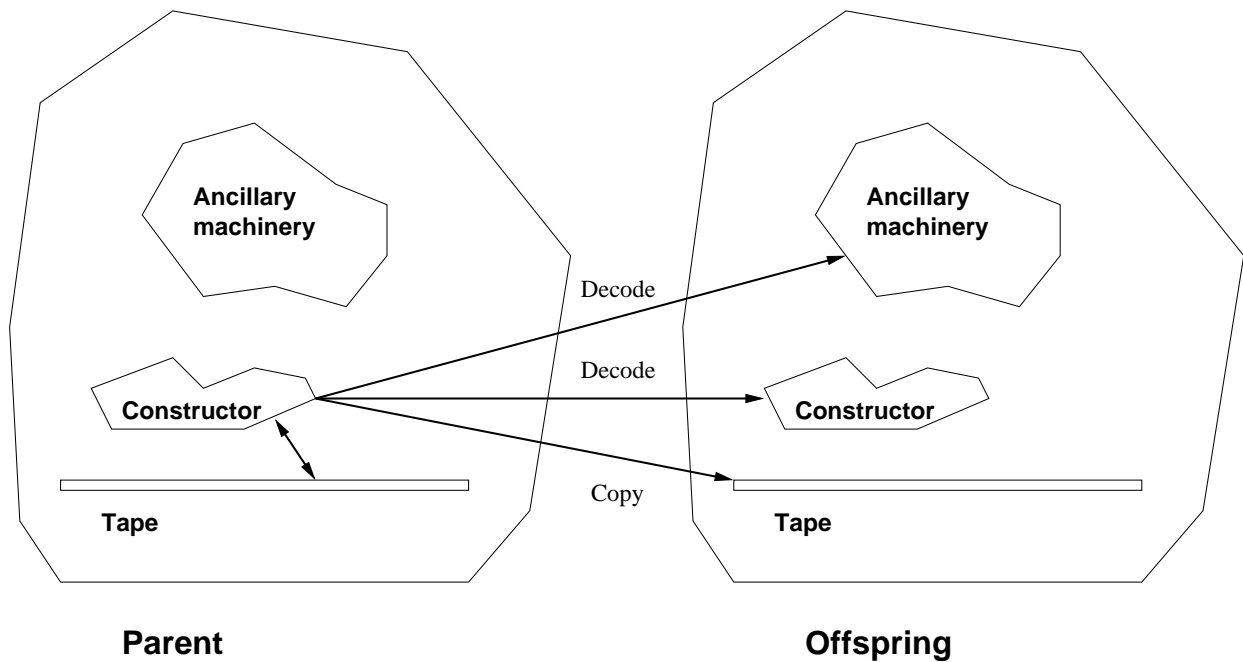 Ancillary
machinery
Ancillary
machinery
Decode
Decode
Constructor
Constructor
Copy
Tape
Tape
Parent
Offspring